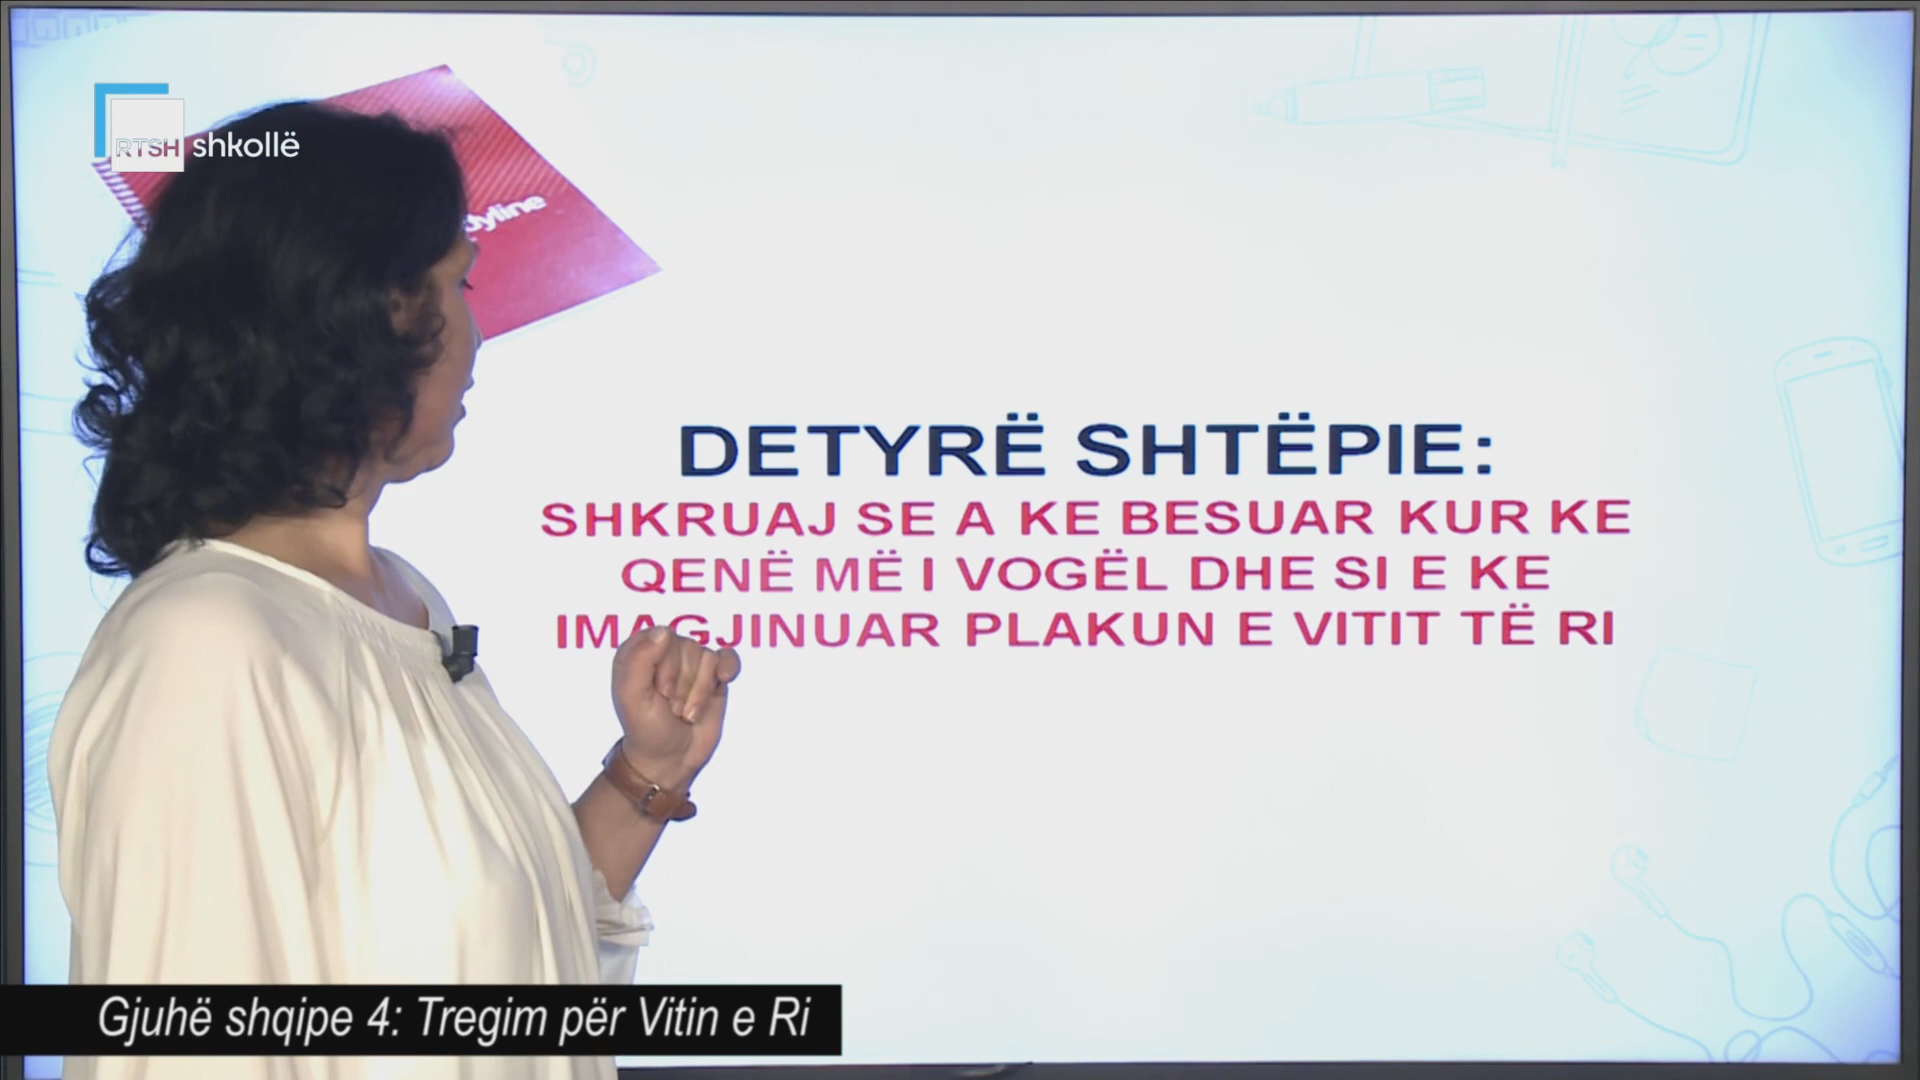 RTSH shkollë
dyline
DETYRË SHTËPIE:
SHKRUAJ SE A KE BESUAR KUR KE
QENË MË I VOGËL DHE SI E KE
IMAGJINUAR PLAKUN E VITIT TË RI
Gjuhë shqipe 4: Tregim për Vitin e Ri